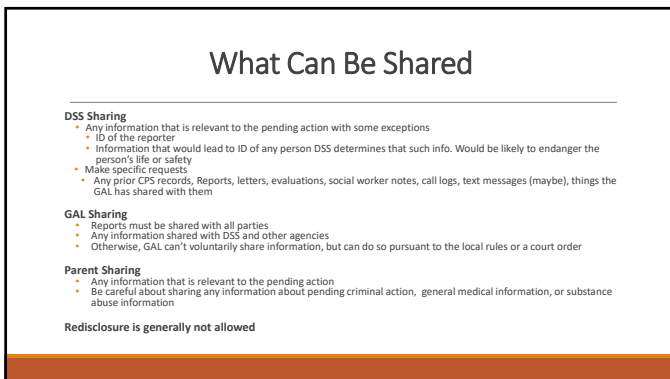 What Can Be Shared
DSS Sharing
• Any information that is relevant to the pending action with some exceptions
• ID of the reporter
• Information that would lead to ID of any person DSS determines that such info. Would be likely to endanger the
person's life or safety
• Make specific requests
• Any prior CPS records, Reports, letters, evaluations, social worker notes, call logs, text messages (maybe), things the
GAL has shared with them
GAL Sharing
• Reports must be shared with all parties
• Any information shared with DSS and other agencies
• Otherwise, GAL can't voluntarily share information, but can do so pursuant to the local rules or a court order
Parent Sharing
• Any information that is relevant to the pending action
• Be careful about sharing any information about pending criminal action, general medical information, or substance
abuse information
Redisclosure is generally not allowed